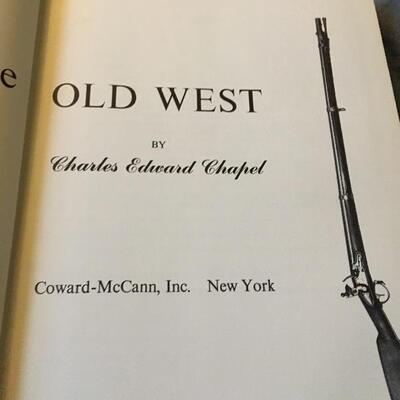 e
OLD WEST
BY
Charles Edward Chapel
Coward-McCann, Inc. New York